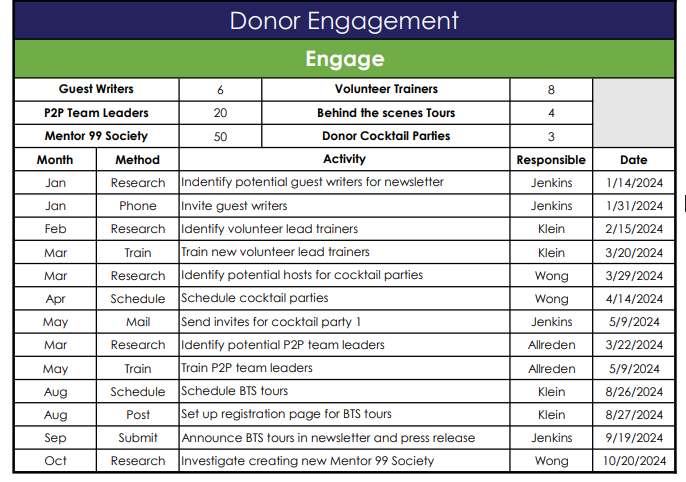 Donor Engagement
Engage
Guest Writers 6 Volunteer Trainers 8
P2P Team Leaders 20 Behind the scenes Tours 4
Mentor 99 Society 50 Donor Cocktail Parties 3
Month Method Activity Responsible Date
Jan Research Indentify potential guest writers for newsletter Jenkins 1/14/2024
Jan Phone Invite guest writers Jenkins 1/31/2024
Feb Research Identify volunteer lead trainers Klein 2/15/2024
Mar Train Train new volunteer lead trainers Klein 3/20/2024
Mar Research Identify potential hosts for cocktail parties Wong 3/29/2024
Apr Schedule Schedule cocktail parties Wong 4/14/2024
May Mail Send invites for cocktail party 1 Jenkins 5/9/2024
Mar Research Identify potential P2P team leaders Allreden 3/22/2024
May Train Train P2P team leaders Allreden 5/9/2024
Aug Schedule Schedule BTS tours Klein 8/26/2024
Aug Post Set up registration page for BTS tours Klein 8/27/2024
Sep Submit Announce BTS tours in newsletter and press release Jenkins 9/19/2024
Oct Research Investigate creating new Mentor 99 Society Wong 10/20/2024